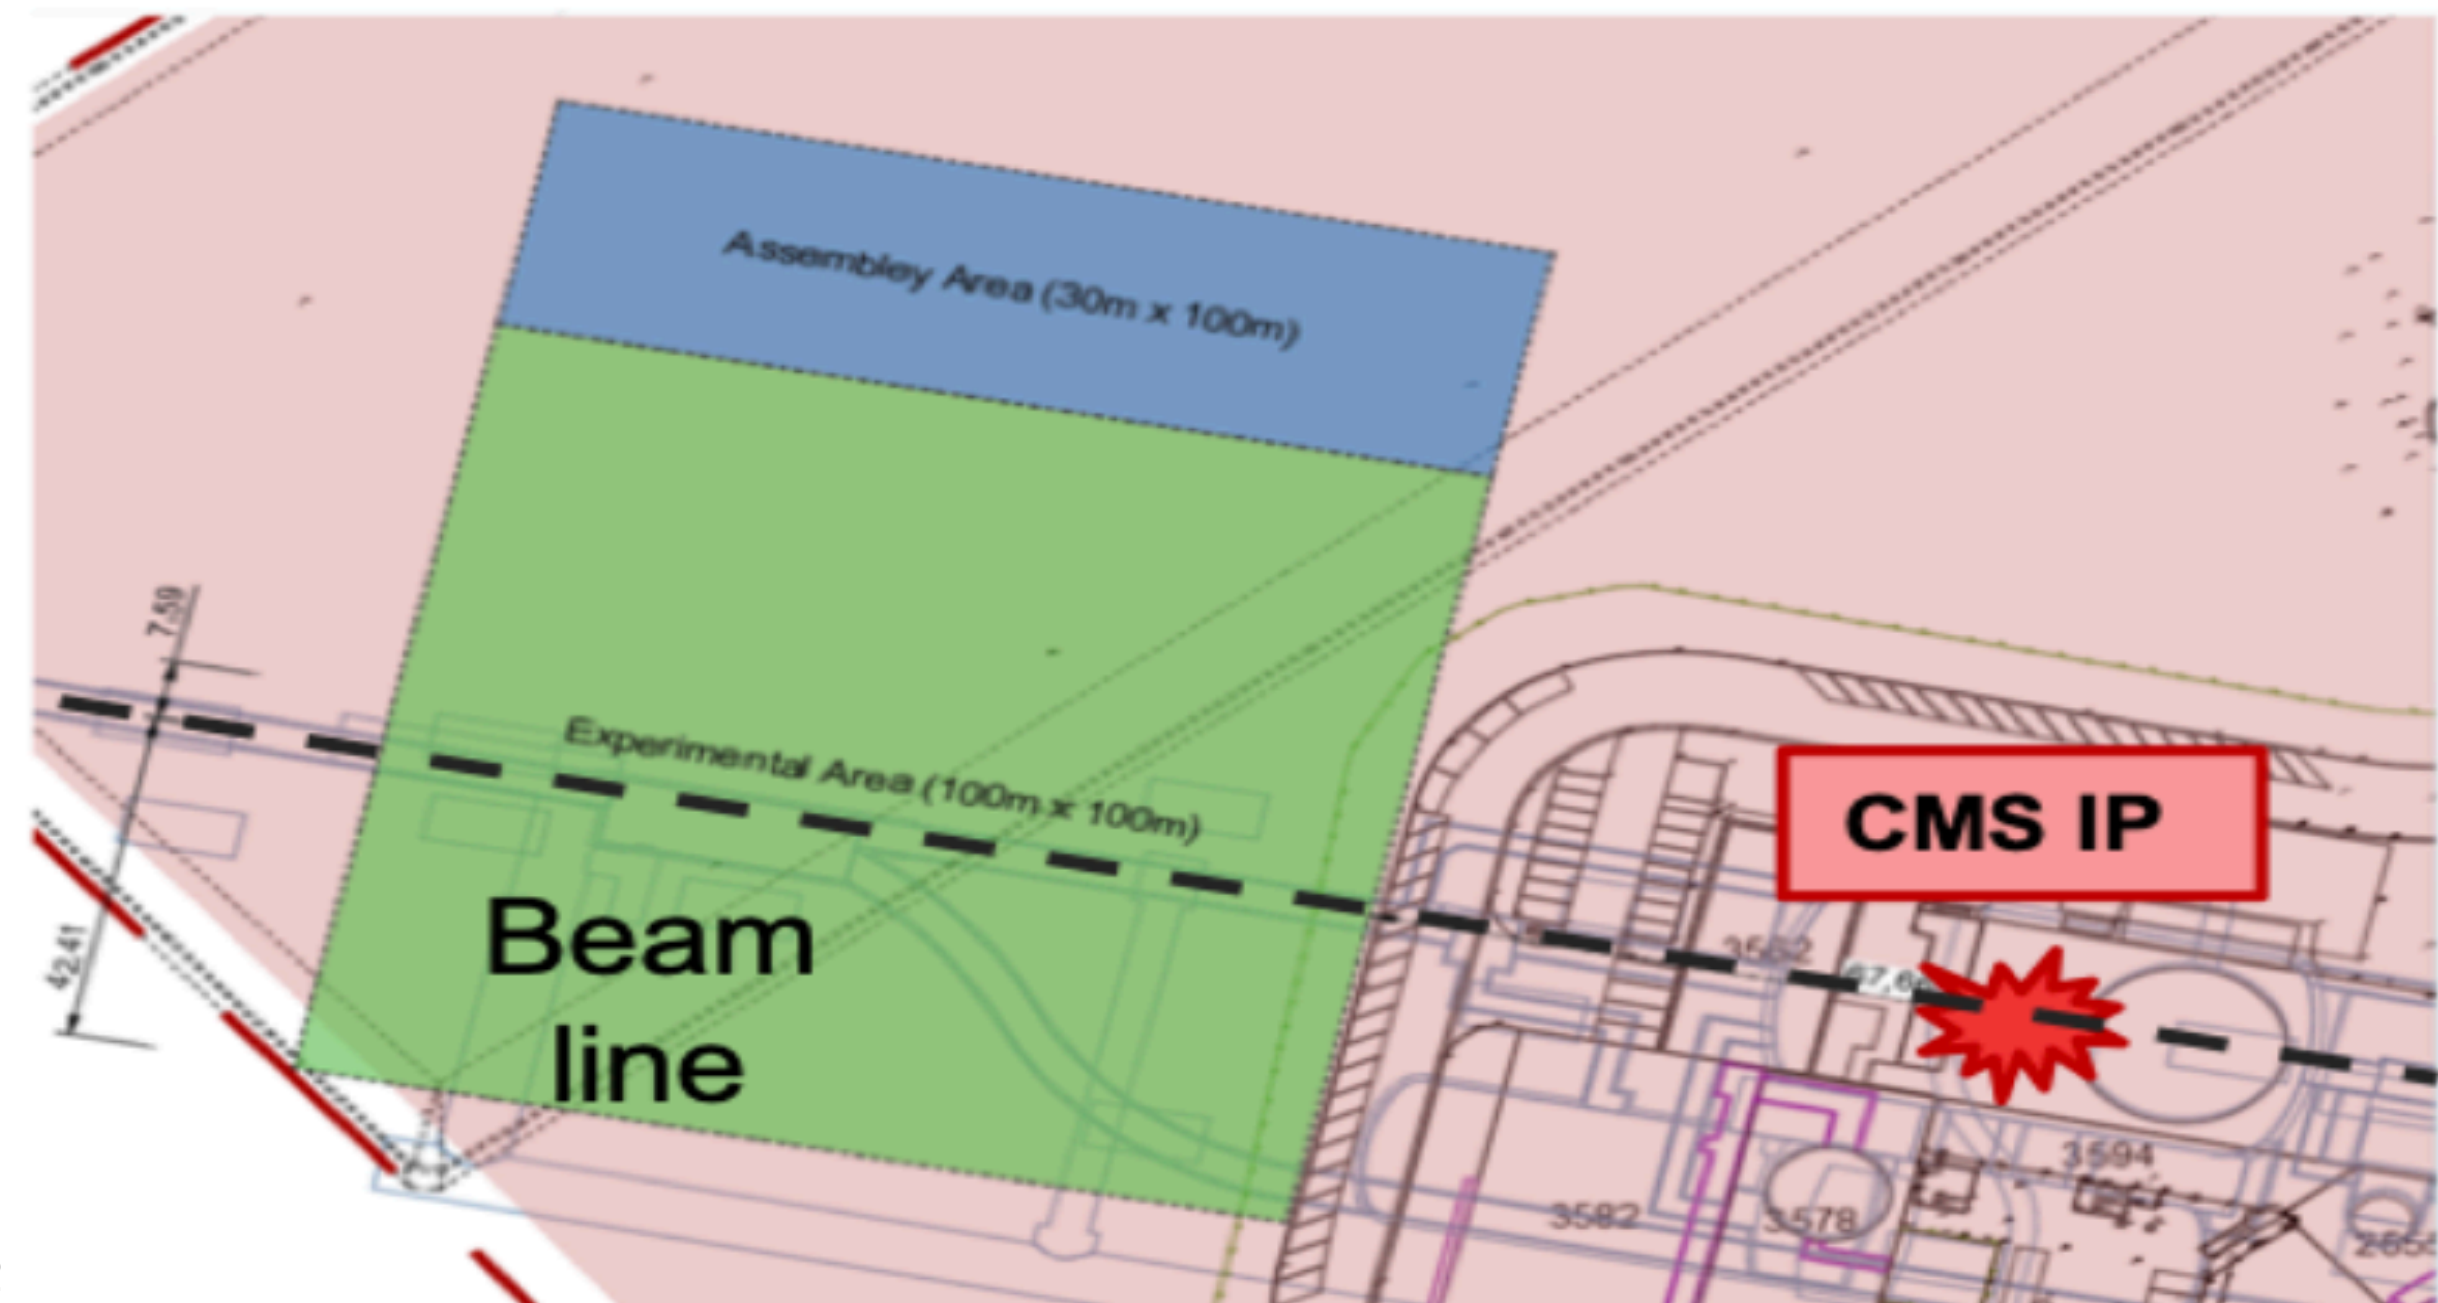 Assembley Area (30m x 100m)
7,59
Experimental Area (100m x 100m)
CMS IP
Beam
line
42,41
3582
3578
3594